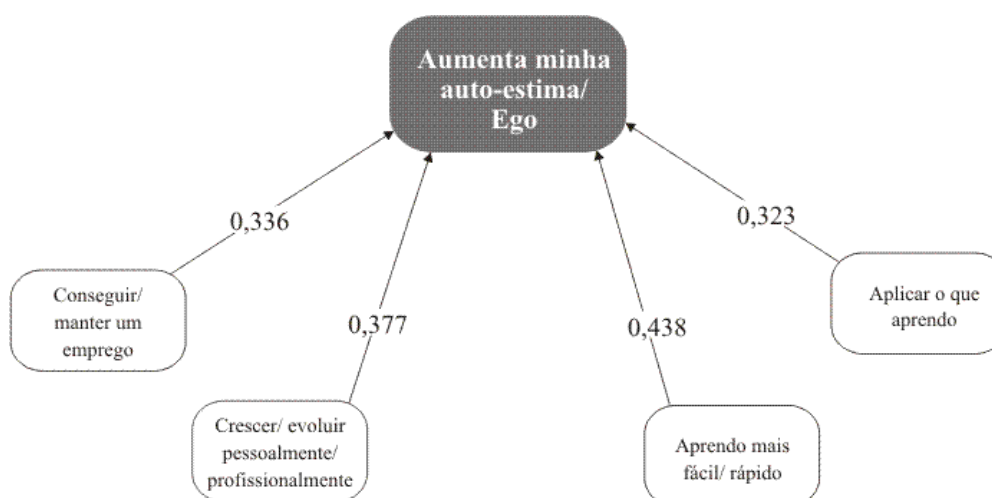 Aumenta minha
auto-estima/
Ego
0,336
0,323
Conseguir/
manter um
emprego
Aplicar o que
aprendo
0,377
0,438
Crescer/ evoluir
pessoalmente/
profissionalmente
Aprendo mais
fácil/ rápido